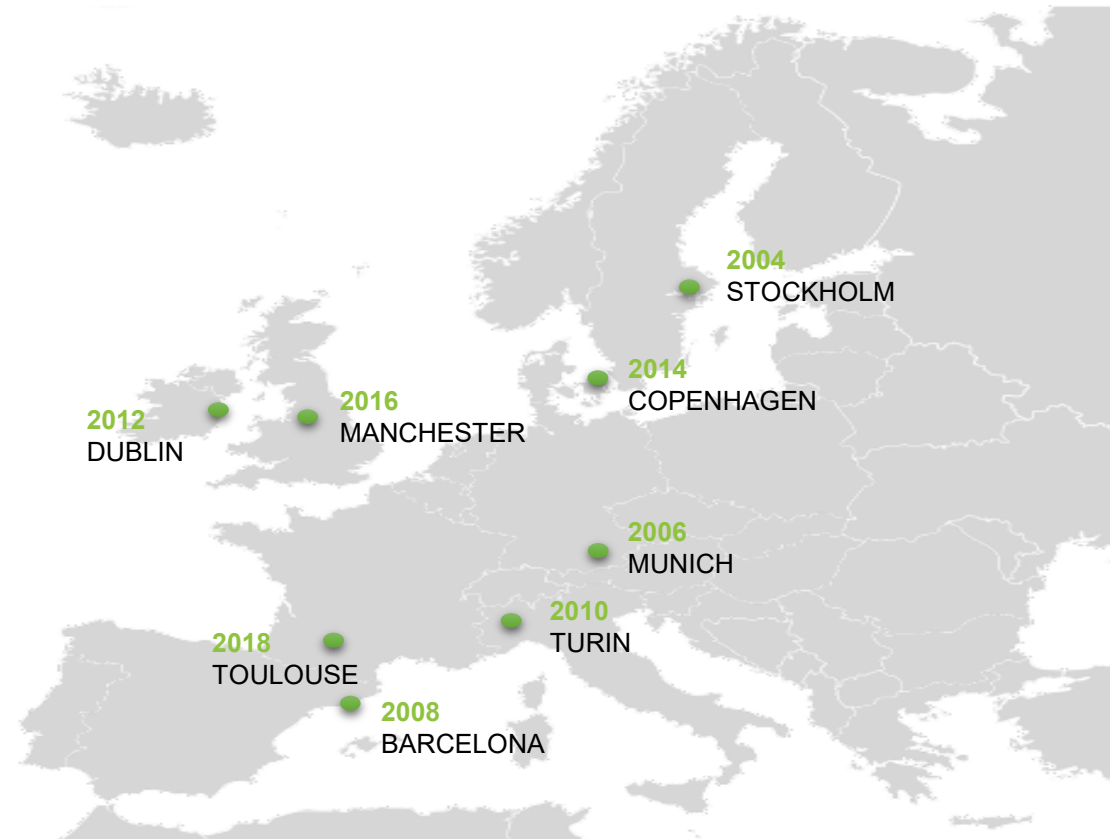 2004
STOCKHOLM
2014
COPENHAGEN
2016
MANCHESTER
2012
DUBLIN
2006
MUNICH
2010
TURIN
2018
TOULOUSE
2008
BARCELONA